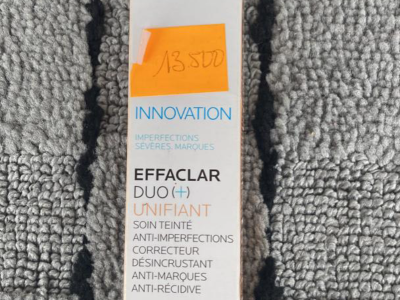 13.500
INNOVATION
IMPERFECTIONS
SÉVÈRES, MARQUES
EFFACLAR
DUO(+)
UNIFIANT
SOIN TEINTÉ
ANTI-IMPERFECTIONS
CORRECTEUR
DÉSINCRUSTANT
ANTI-MARQUES
ANTI-RÉCIDIVE